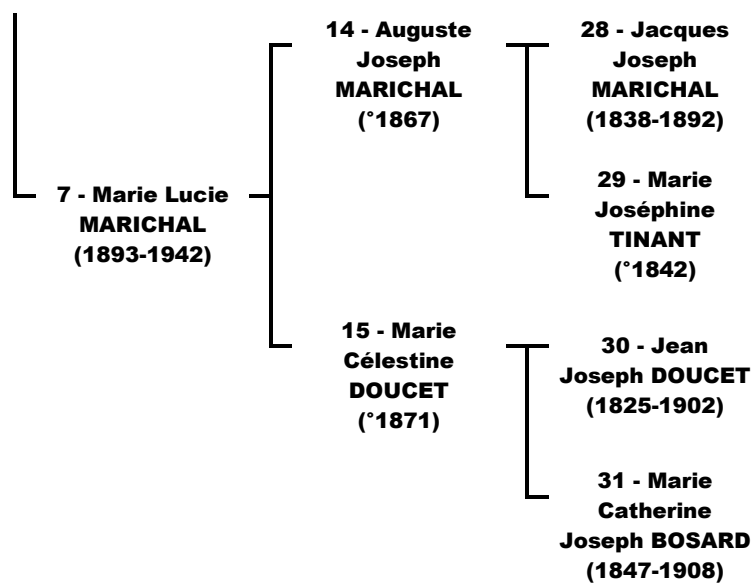 7 - Marie Lucie
MARICHAL
(1893-1942)
14 - Auguste
Joseph
MARICHAL
(°1867)
28 - Jacques
Joseph
MARICHAL
(1838-1892)
29 - Marie
Joséphine
TINANT
(°1842)
15 - Marie
Célestine
DOUCET
(°1871)
30 - Jean
Joseph DOUCET
(1825-1902)
31 - Marie
Catherine
Joseph BOSARD
(1847-1908)